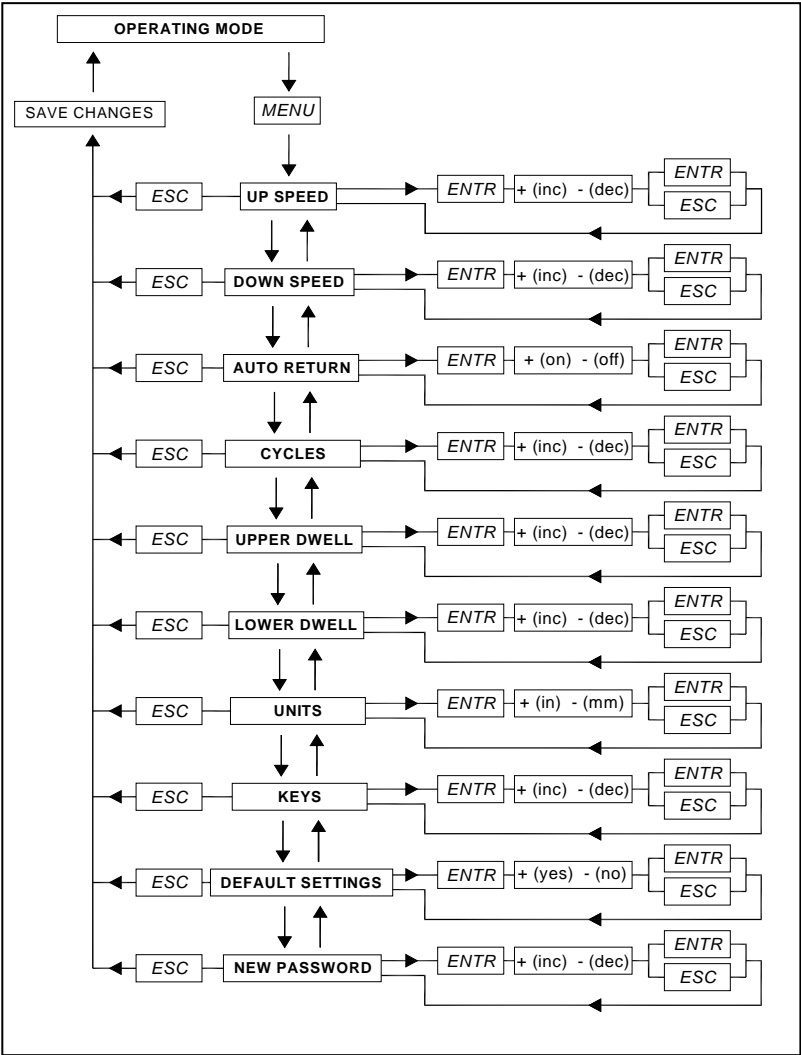 OPERATING MODE
SAVE CHANGES
MENU
ESC UP SPEED ENTR + (inc) - (dec) ENTR
ESC
ESC DOWN SPEED ENTR + (inc) - (dec) ENTR
ESC
ESC AUTO RETURN ENTR + (on) - (off) ENTR
ESC
ESC CYCLES ENTR + (inc) - (dec) ENTR
ESC
ESC UPPER DWELL ENTR + (inc) - (dec) ENTR
ESC
ESC LOWER DWELL ENTR + (inc) - (dec) ENTR
ESC
ESC UNITS ENTR + (in) - (mm) ENTR
ESC
ESC KEYS ENTR + (inc) - (dec) ENTR
ESC
ESC DEFAULT SETTINGS ENTR + (yes) - (no) ENTR
ESC
ESC NEW PASSWORD ENTR + (inc) - (dec) ENTR
ESC